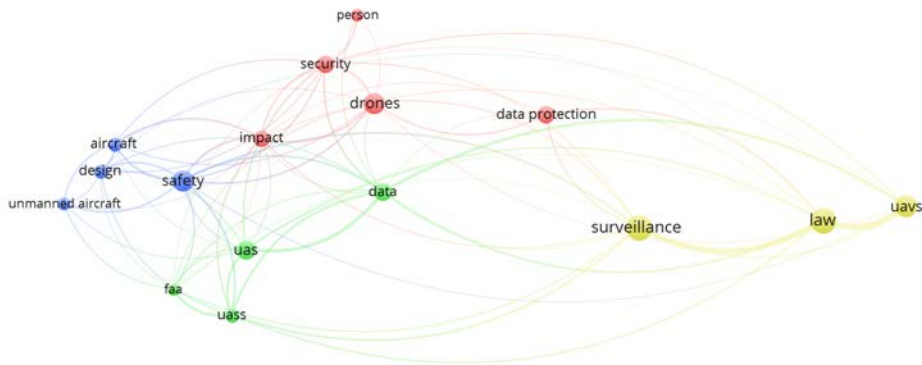 person
security
drones
data protection
impact
aircraft
design
safety
unmanned aircraft
data
surveillance
law
uavs
uas
faa
uass